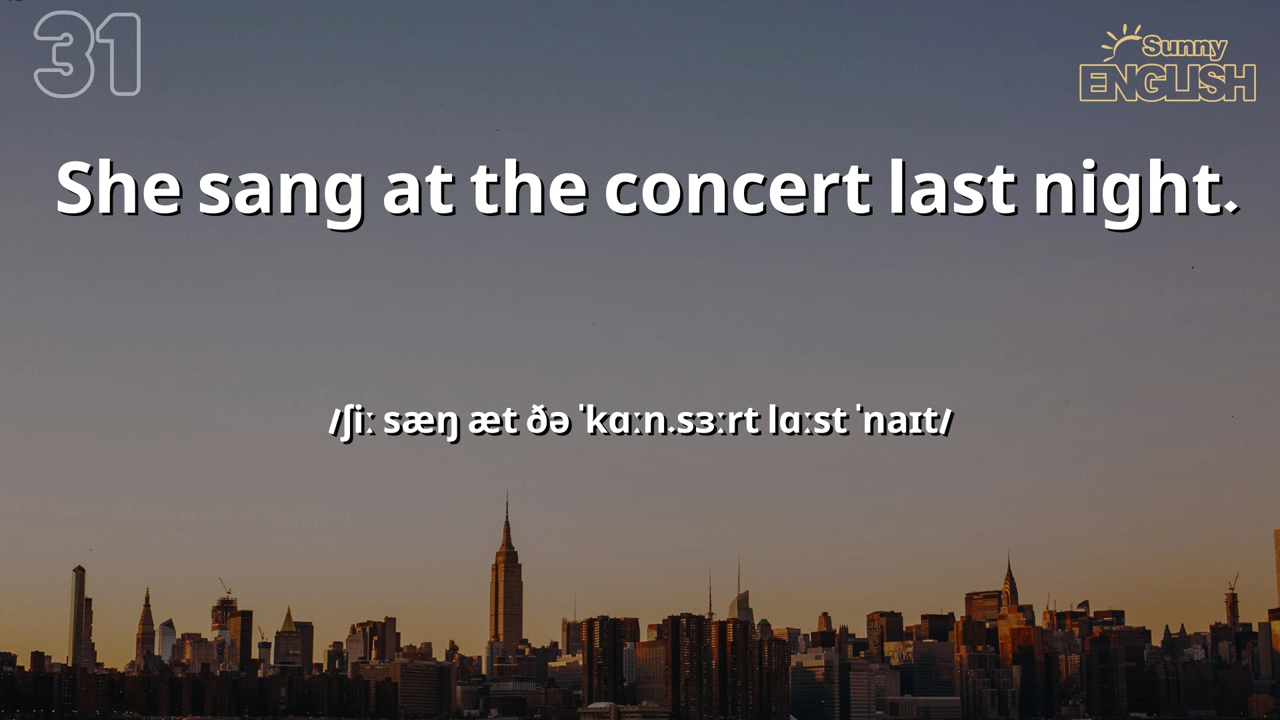 31
Sunny
ENGLISH
She sang at the concert last night.
/ʃiː sæŋ æt ðə ˈkɑːn.sɜːrt lɑːst ˈnaɪt/